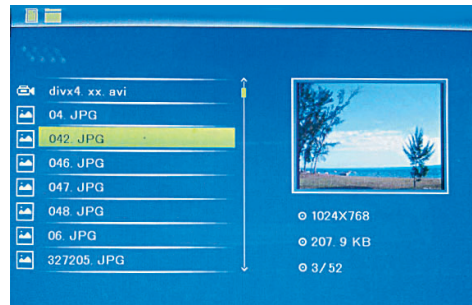 divx4. xx. avi
04. JPG
042. JPG
046. JPG
047. JPG
048. JPG
06. JPG
327205. JPG
1024X768
207. 9 KB
3/52